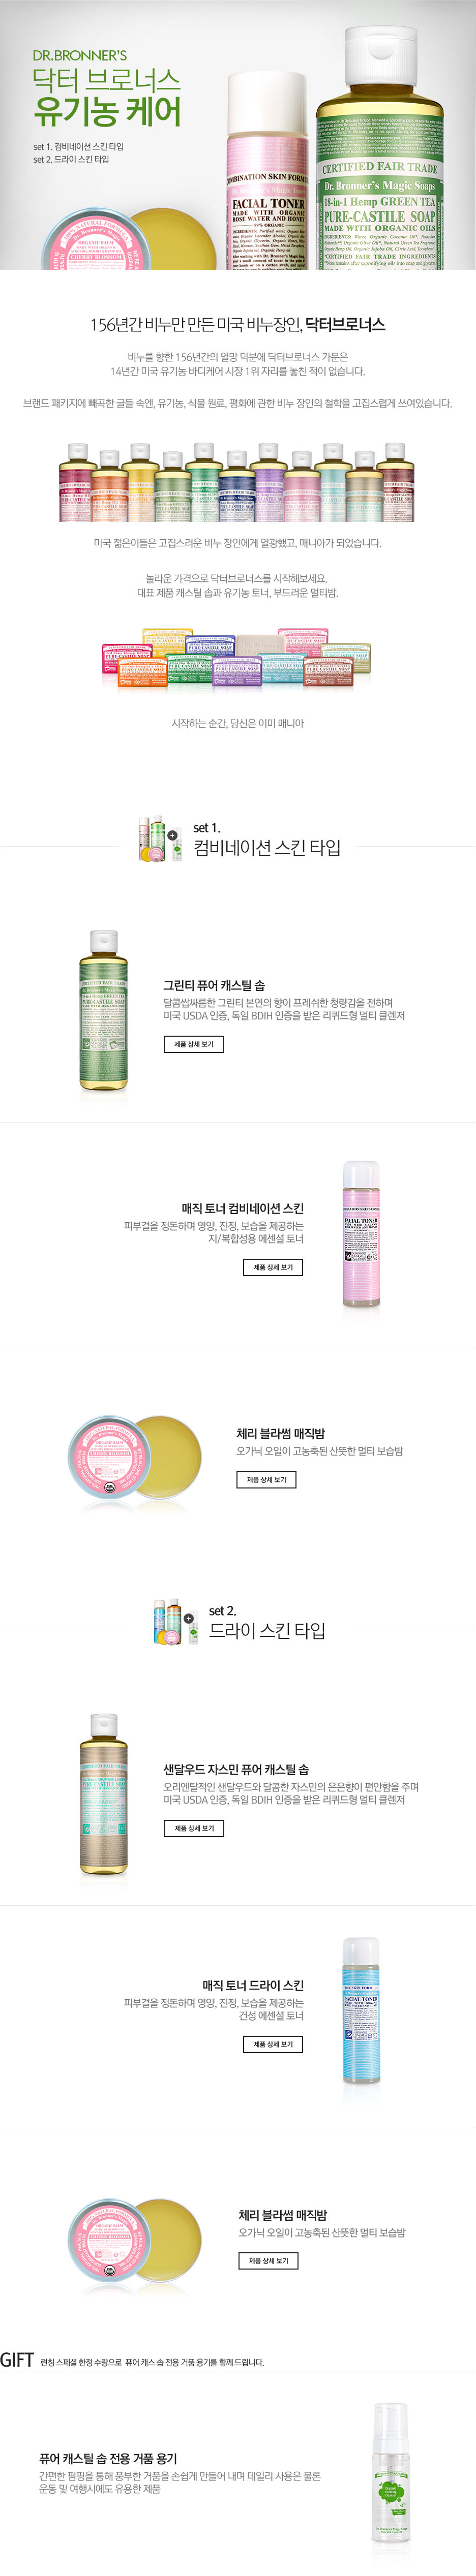 DR.BRONNER'S
닥터 브로너스
유기농 케어
set 1. 컴비네이션 스킨 타입
set 2. 드라이 스킨 타입
COMBINATION SKIN FORMULA
Dr. Bronner's Magic
FACIAL TONER
MADE WITH ORGANIC
ROSE WATER AND HONEY
CERTIFIED FAIR TRADE
Dr. Bronner's Magic Soaps
18-in-1 Hemp GREEN TEA
PURE-CASTILE SOAP
MADE WITH ORGANIC OILS
CERTIFIED FAIR TRADE INGREDIENTS
ORGANIC BALM
CHERRY BLOSSOM
156년간 비누만 만든 미국 비누장인, 닥터브로너스
비누를 향한 156년간의 열망 덕분에 닥터브로너스 가문은
14년간 미국 유기농 바디케어 시장 1위 자리를 놓친 적이 없습니다.
브랜드 패키지에 빼곡한 글들 속엔, 유기농, 식물 원료, 평화에 관한 비누 장인의 철학을 고집스럽게 쓰여있습니다.
미국 젊은이들은 고집스러운 비누 장인에게 열광했고, 매니아가 되었습니다.
놀라운 가격으로 닥터브로너스를 시작해보세요.
대표 제품 캐스틸 솝과 유기농 토너, 부드러운 멀티밤.
시작하는 순간, 당신은 이미 매니아
set 1.
컴비네이션 스킨 타입
그린티 퓨어 캐스틸 솝
달콤쌉싸름한 그린티 본연의 향이 프레쉬한 청량감을 전하며
미국 USDA 인증, 독일 BDIH 인증을 받은 리퀴드형 멀티 클렌저
제품 상세 보기
매직 토너 컴비네이션 스킨
피부결을 정돈하며 영양, 진정, 보습을 제공하는
지/복합성용 에센셜 토너
제품 상세 보기
체리 블라썸 매직밤
오가닉 오일이 고농축된 산뜻한 멀티 보습밤
제품 상세 보기
set 2.
드라이 스킨 타입
샌달우드 자스민 퓨어 캐스틸 솝
오리엔탈적인 샌달우드와 달콤한 자스민의 은은향이 편안함을 주며
미국 USDA 인증, 독일 BDIH 인증을 받은 리퀴드형 멀티 클렌저
제품 상세 보기
매직 토너 드라이 스킨
피부결을 정돈하며 영양, 진정, 보습을 제공하는
건성 에센셜 토너
제품 상세 보기
체리 블라썸 매직밤
오가닉 오일이 고농축된 산뜻한 멀티 보습밤
제품 상세 보기
GIFT 런칭 스페셜 한정 수량으로 퓨어 캐스 솝 전용 거품 용기를 함께 드립니다.
퓨어 캐스틸 솝 전용 거품 용기
간편한 펌핑을 통해 풍부한 거품을 손쉽게 만들어 내며 데일리 사용은 물론
운동 및 여행시에도 유용한 제품